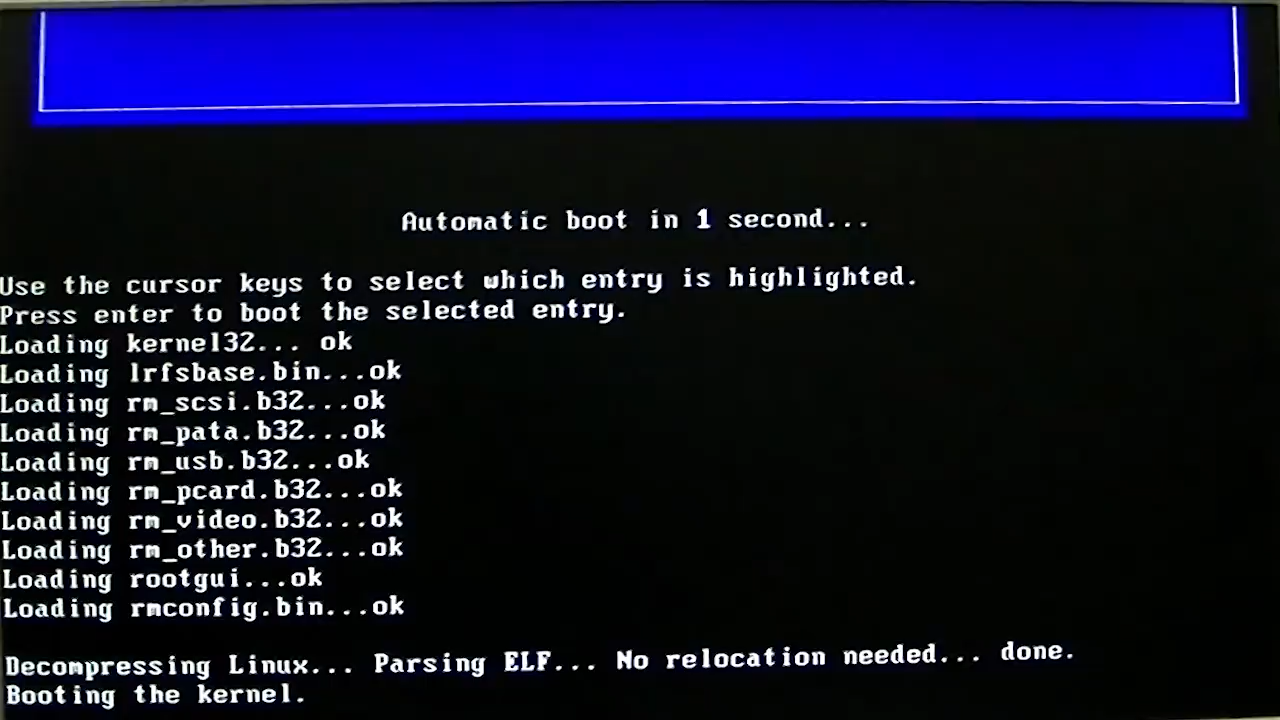 Automatic boot in 1 second...
Use the cursor keys to select which entry is highlighted.
Press enter to boot the selected entry.
Loading kernel32... ok
Loading lrfsbase.bin...ok
Loading rm_scsi.b32...ok
Loading rm_pata.b32...ok
Loading rm_usb.b32...ok
Loading rm_pcard.b32...ok
Loading rm_video.b32...ok
Loading rm_other.b32...ok
Loading rootgui...ok
Loading rmconfig.bin...ok
Decompressing Linux... Parsing ELF... No relocation needed... done.
Booting the kernel.